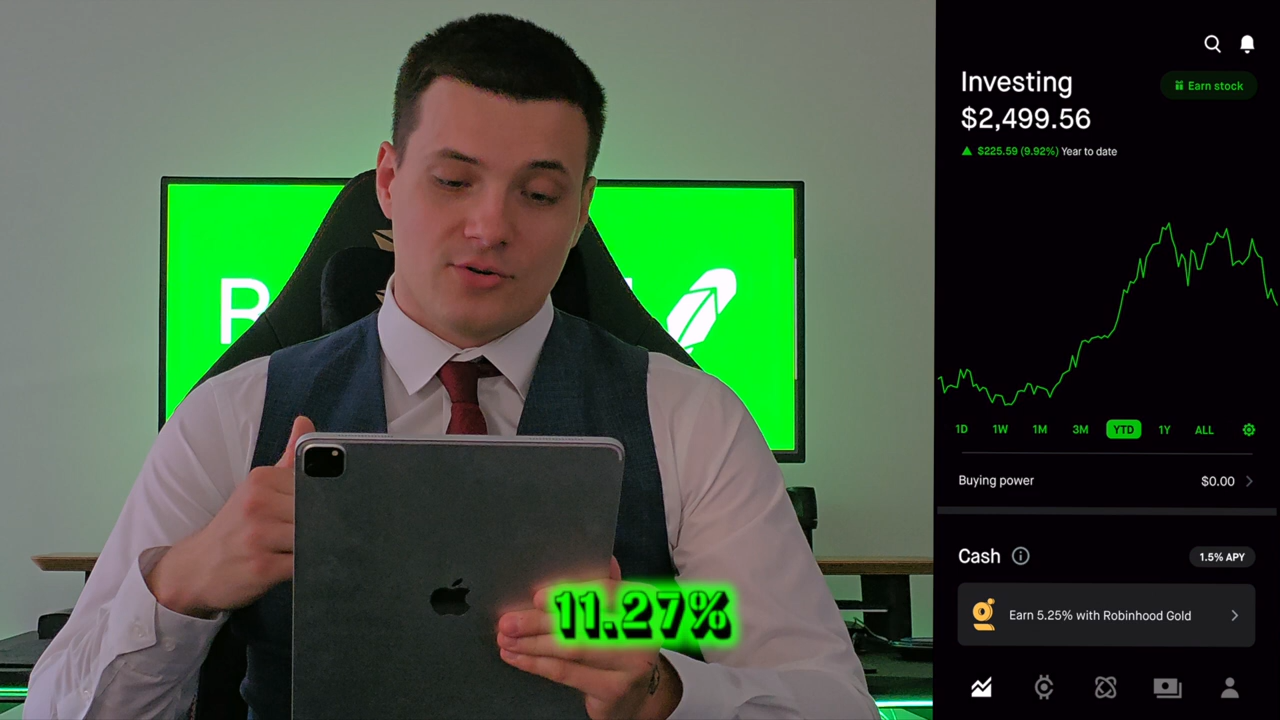 R
11.27%
Investing
Earn stock
$2,499.56
▲ $225.59 (9.92%) Year to date
1D 1W 1M 3M YTD 1Y ALL
Buying power $0.00
Cash
1.5% APY
Earn 5.25% with Robinhood Gold